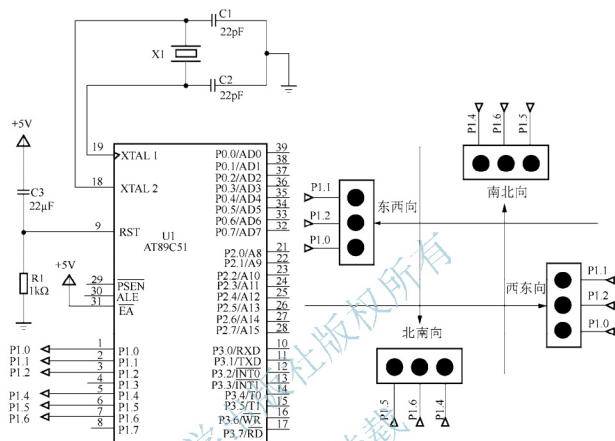 C1
22pF
X1
C2
22pF
+5V
C3
22μF
R1
1kΩ
+5V
19
XTAL 1
18
XTAL 2
9
RST
U1
AT89C51
29
PSEN
30
ALE
31
EA
P1.0
1
P1.0
P1.1
2
P1.1
P1.2
3
P1.2
4
P1.3
P1.4
5
P1.4
P1.5
6
P1.5
P1.6
7
P1.6
8
P1.7
P0.0/AD0
39
P0.1/AD1
38
P0.2/AD2
37
P0.3/AD3
36
P0.4/AD4
35
P0.5/AD5
34
P0.6/AD6
33
P0.7/AD7
32
P2.0/A8
21
P2.1/A9
22
P2.2/A10
23
P2.3/A11
24
P2.4/A12
25
P2.5/A13
26
P2.6/A14
27
P2.7/A15
28
P3.0/RXD
10
P3.1/TXD
11
P3.2/INT0
12
P3.3/INT1
13
P3.4/T0
14
P3.5/T1
15
P3.6/WR
16
P3.7/RD
17
P1.4
P1.6
P1.5
南北向
P1.1
P1.2
P1.0
东西向
西东向
P1.1
P1.2
P1.0
北南向
P1.5
P1.6
P1.4
学出版社版权所有
载